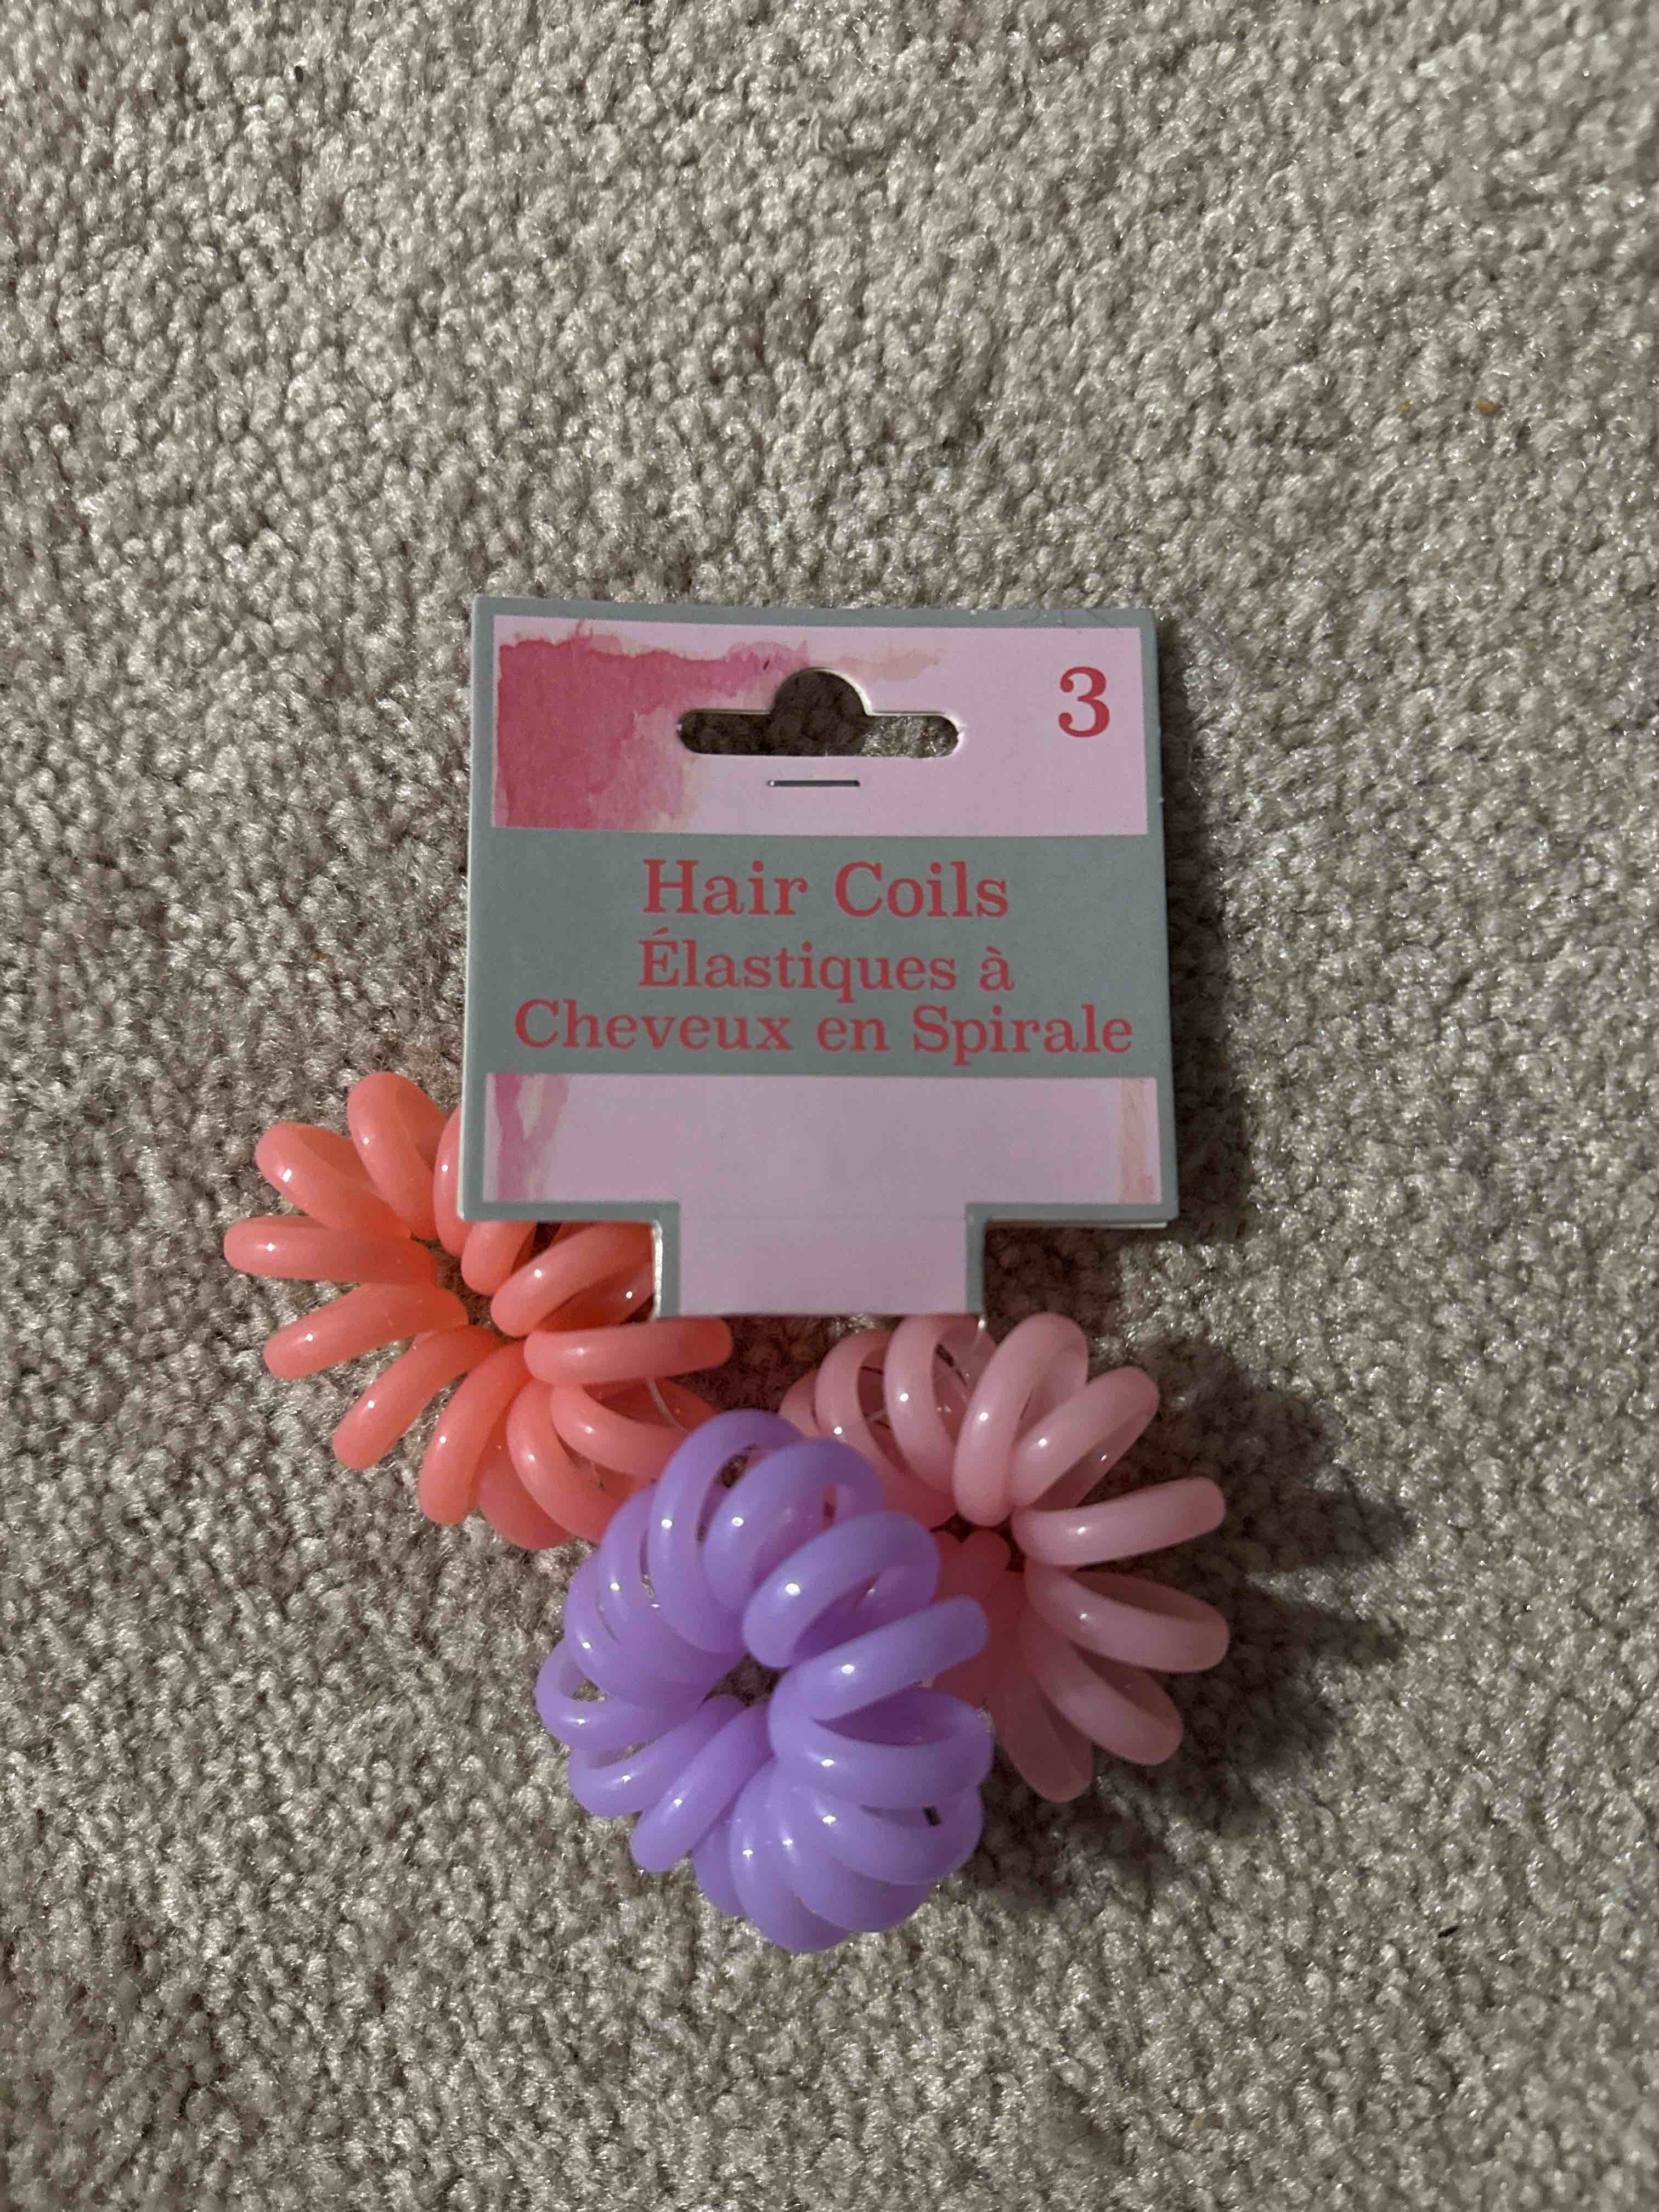 3
Hair Coils
Élastiques à
Cheveux en Spirale